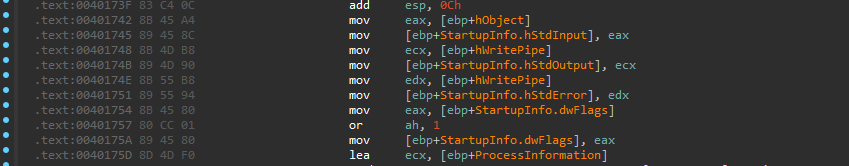 .text:0040173F 83 C4 0C add esp, 0Ch
.text:00401742 8B 45 A4 mov eax, [ebp+hObject]
.text:00401745 89 45 8C mov [ebp+StartupInfo.hStdInput], eax
.text:00401748 8B 4D B8 mov ecx, [ebp+hWritePipe]
.text:0040174B 89 4D 90 mov [ebp+StartupInfo.hStdOutput], ecx
.text:0040174E 8B 55 B8 mov edx, [ebp+hWritePipe]
.text:00401751 89 55 94 mov [ebp+StartupInfo.hStdError], edx
.text:00401754 8B 45 80 mov eax, [ebp+StartupInfo.dwFlags]
.text:00401757 80 CC 01 or ah, 1
.text:0040175A 89 45 80 mov [ebp+StartupInfo.dwFlags], eax
.text:0040175D 8D 4D F0 lea ecx, [ebp+ProcessInformation]